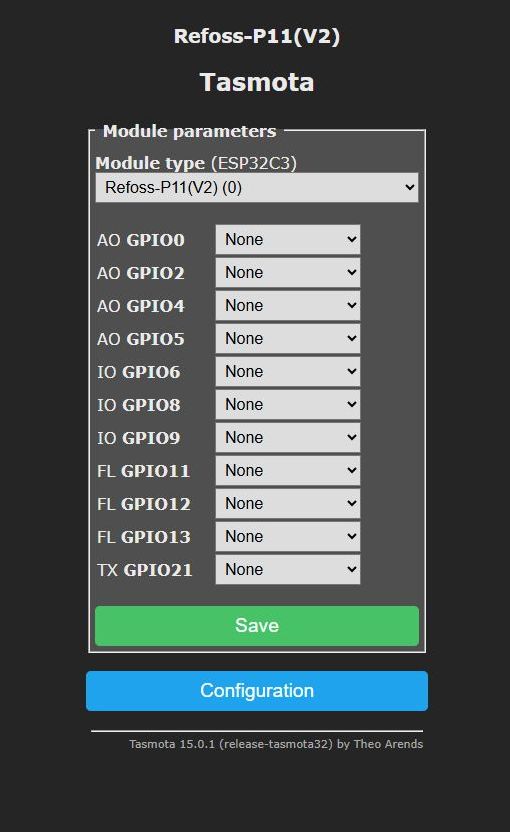 Refoss-P11(V2)
Tasmota
Module parameters
Module type (ESP32C3)
Refoss-P11(V2) (0)
AO GPIO0 None
AO GPIO2 None
AO GPIO4 None
AO GPIO5 None
IO GPIO6 None
IO GPIO8 None
IO GPIO9 None
FL GPIO11 None
FL GPIO12 None
FL GPIO13 None
TX GPIO21 None
Save
Configuration
Tasmota 15.0.1 (release-tasmota32) by Theo Arends